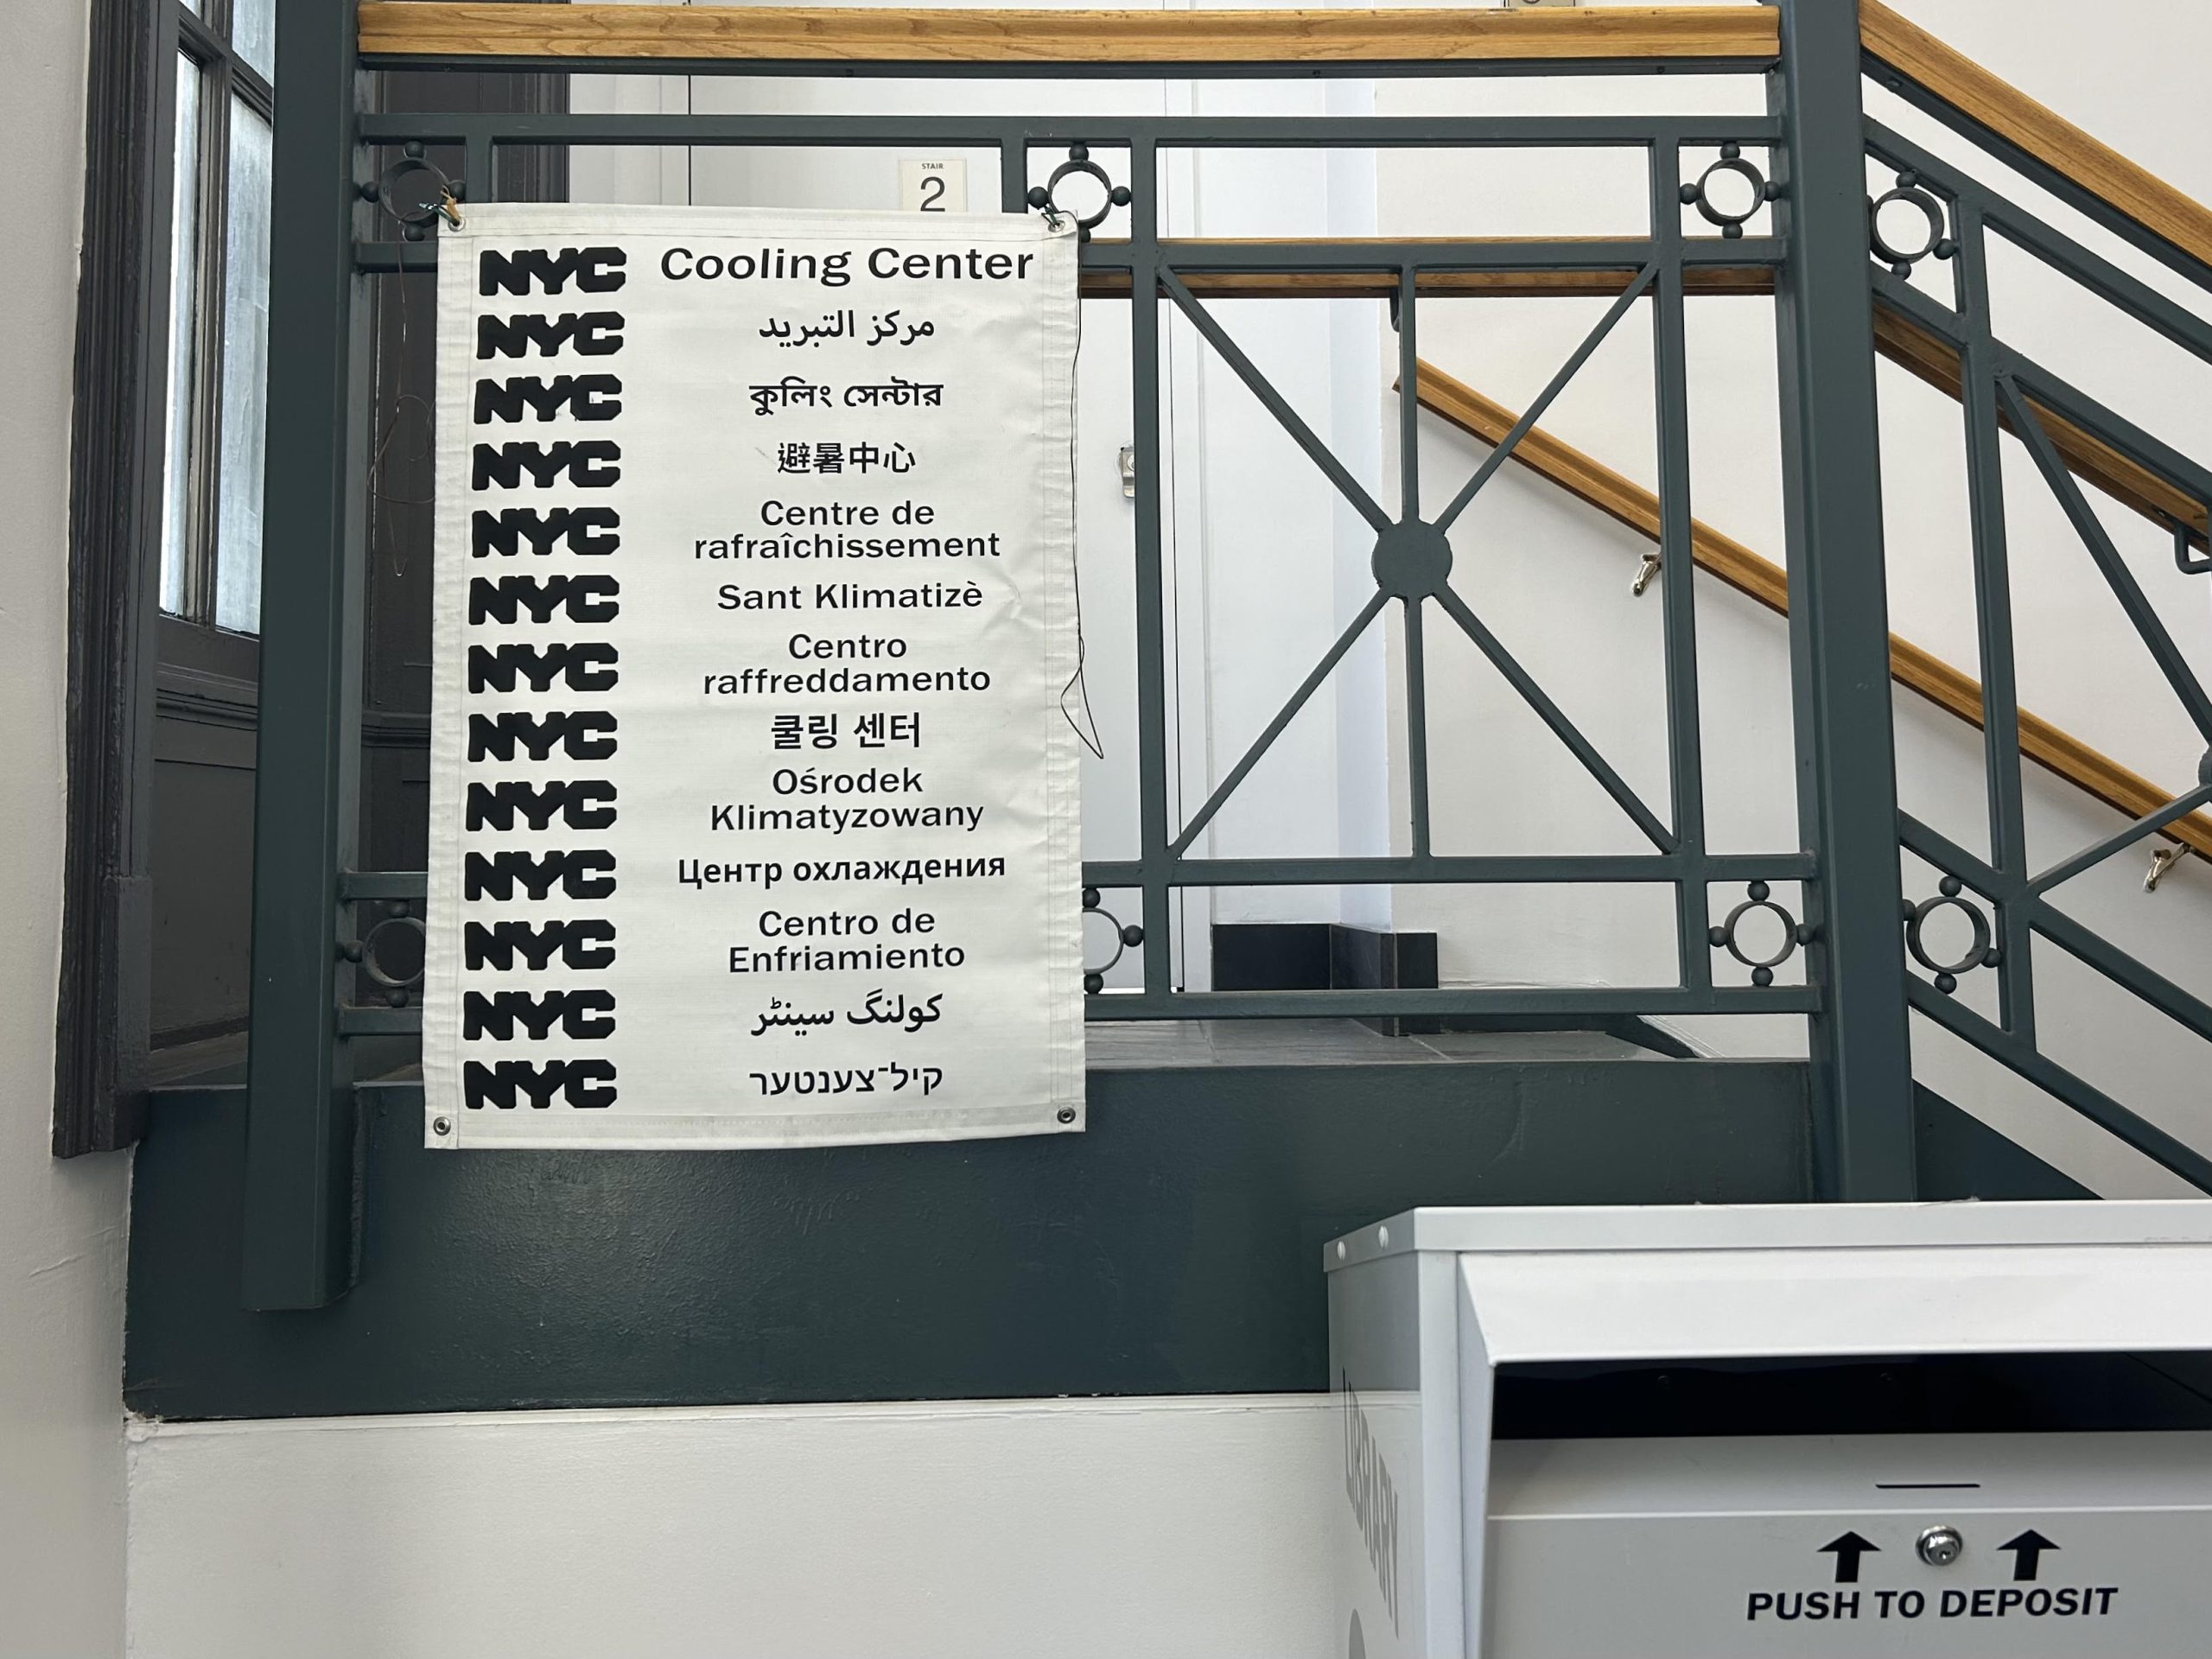 STAIR
2
NYC Cooling Center
NYC مركز التبريد
NYC কুলিং সেন্টার
NYC 避暑中心
NYC Centre de
rafraîchissement
NYC Sant Klimatizè
NYC Centro
raffreddamento
NYC 쿨링 센터
NYC Ośrodek
Klimatyzowany
NYC Центр охлаждения
NYC Centro de
Enfriamiento
NYC کولنگ سینٹر
NYC קיל־צענטער
LIBRARY
PUSH TO DEPOSIT